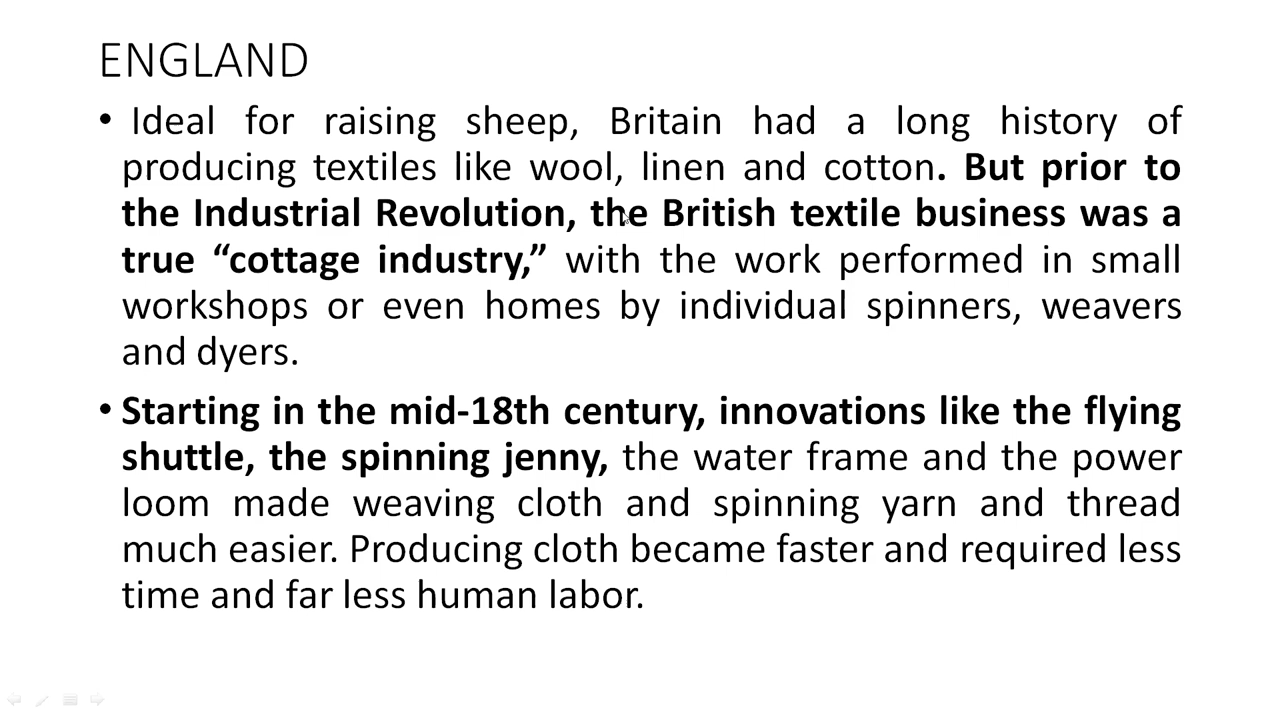 ENGLAND
• Ideal for raising sheep, Britain had a long history of
producing textiles like wool, linen and cotton. But prior to
the Industrial Revolution, the British textile business was a
true “cottage industry,” with the work performed in small
workshops or even homes by individual spinners, weavers
and dyers.
• Starting in the mid-18th century, innovations like the flying
shuttle, the spinning jenny, the water frame and the power
loom made weaving cloth and spinning yarn and thread
much easier. Producing cloth became faster and required less
time and far less human labor.